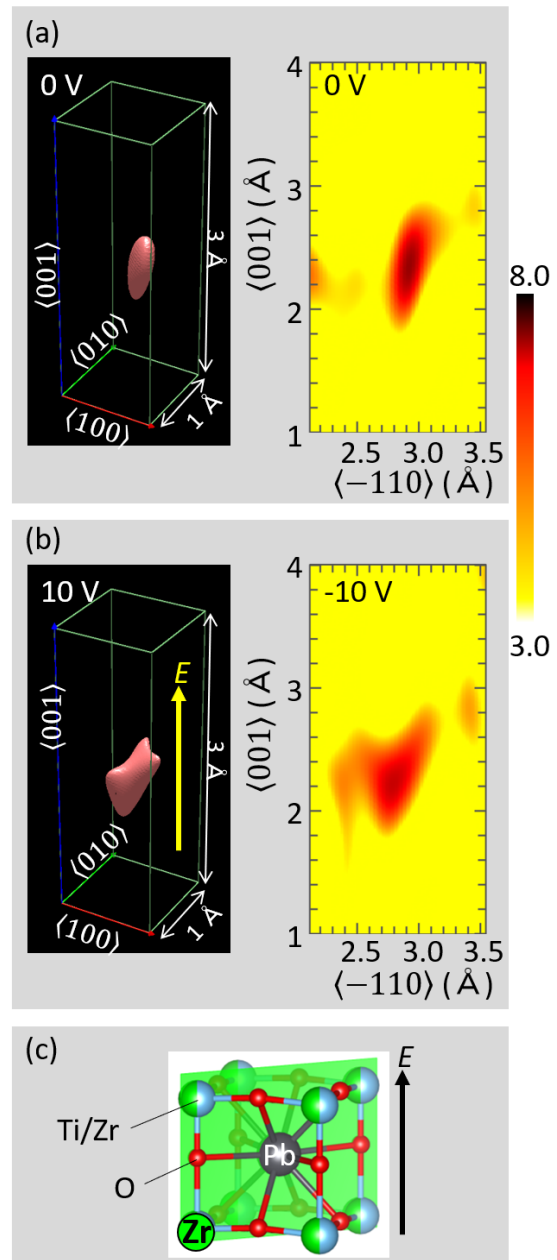 (a)
0 V
⟨001⟩
⟨010⟩
⟨100⟩
3 Å
1 Å
0 V
4
3
2
1
⟨001⟩ (Å)
2.5 3.0 3.5
⟨−110⟩ (Å)
8.0
3.0
(b)
10 V
E
⟨001⟩
⟨010⟩
⟨100⟩
3 Å
1 Å
-10 V
4
3
2
1
⟨001⟩ (Å)
2.5 3.0 3.5
⟨−110⟩ (Å)
(c)
Ti/Zr
O
Pb
Zr
E